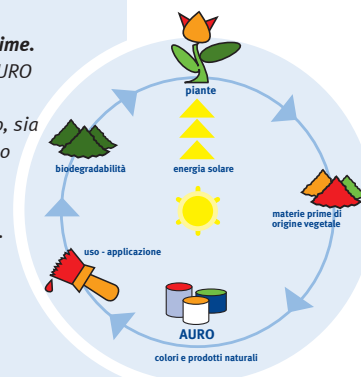 ime.
URO
o, sia
o
.
piante
energia solare
biodegradabilità
materie prime di
origine vegetale
uso - applicazione
AURO
colori e prodotti naturali